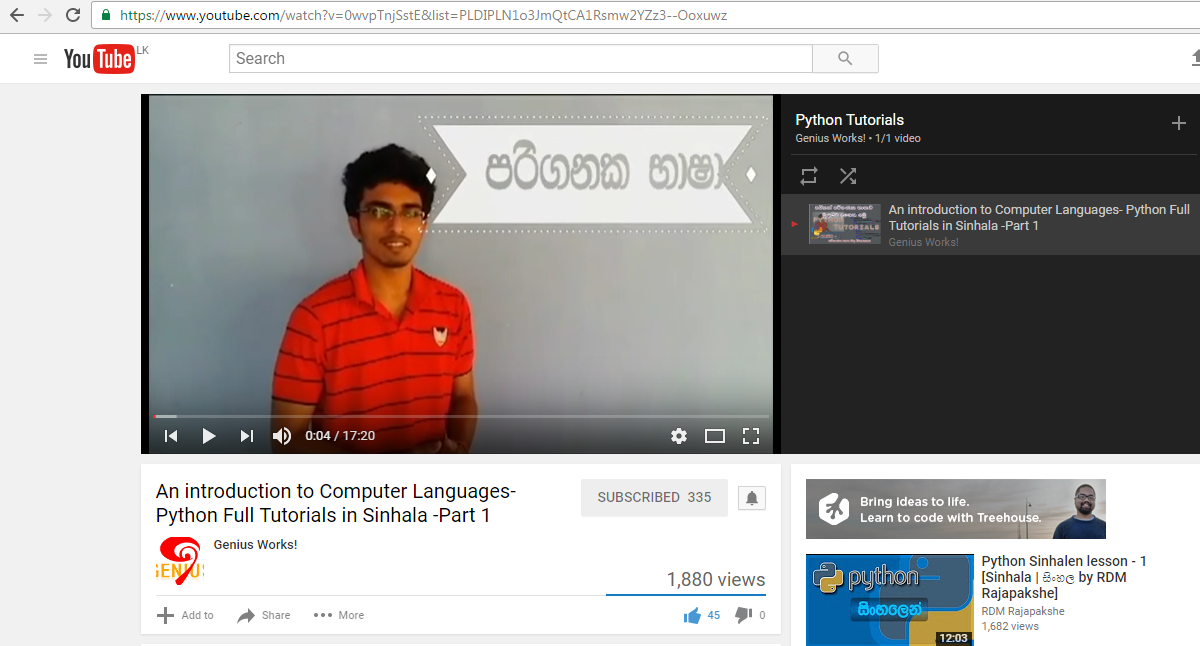 https://www.youtube.com/watch?v=0wvpTnjSstE&list=PLDIPLN1o3JmQtCA1Rsmw2YZz3--Ooxuwz
YouTube LK
Search
පරිගනක භාෂා
Python Tutorials
Genius Works! • 1/1 video
An introduction to Computer Languages- Python Full
Tutorials in Sinhala -Part 1
Genius Works!
TUTORIALS
0:04 / 17:20
An introduction to Computer Languages-
Python Full Tutorials in Sinhala -Part 1
SUBSCRIBED 335
GENIUS
Genius Works!
1,880 views
Add to
Share
More
45
0
Bring ideas to life.
Learn to code with Treehouse.
python
සිංහලෙන්
12:03
Python Sinhalen lesson - 1
[Sinhala | සිංහල by RDM
Rajapakshe]
RDM Rajapakshe
1,682 views